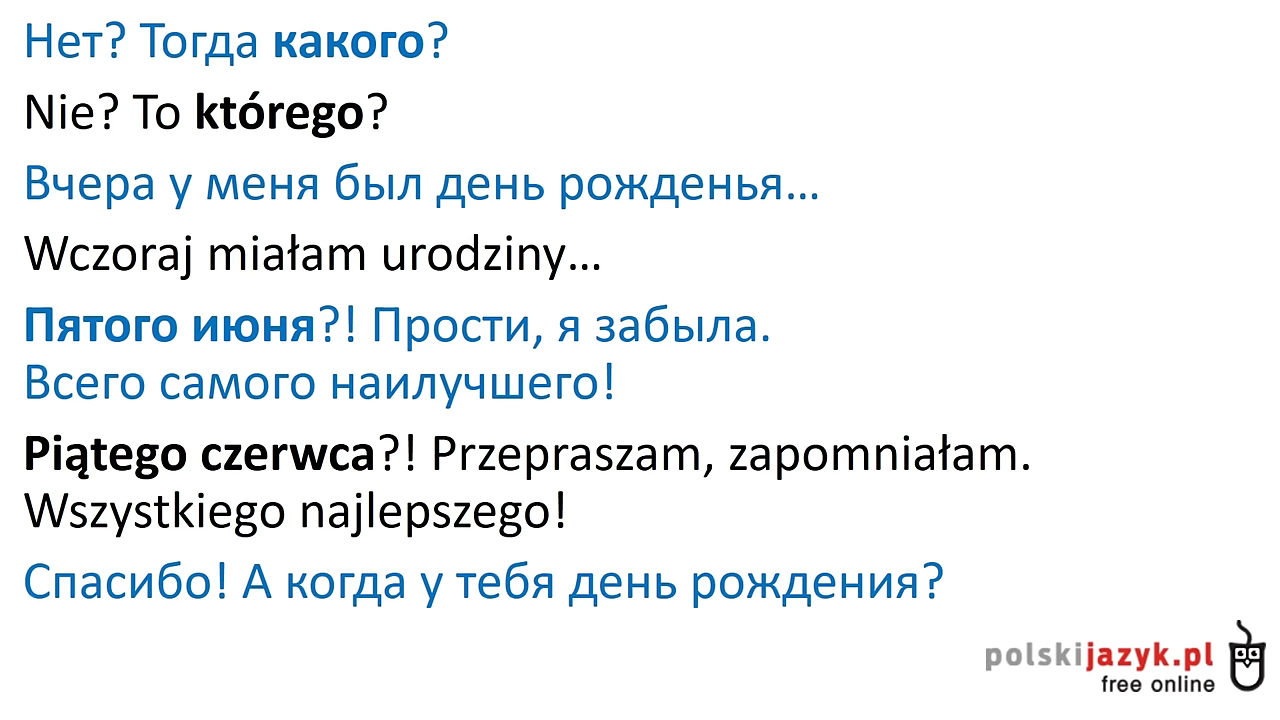 Нет? Тогда какого?
Nie? To którego?
Вчера у меня был день рожденья…
Wczoraj miałam urodziny…
Пятого июня?! Прости, я забыла.
Всего самого наилучшего!
Piątego czerwca?! Przepraszam, zapomniałam.
Wszystkiego najlepszego!
Спасибо! А когда у тебя день рождения?
polskijazyk.pl
free online